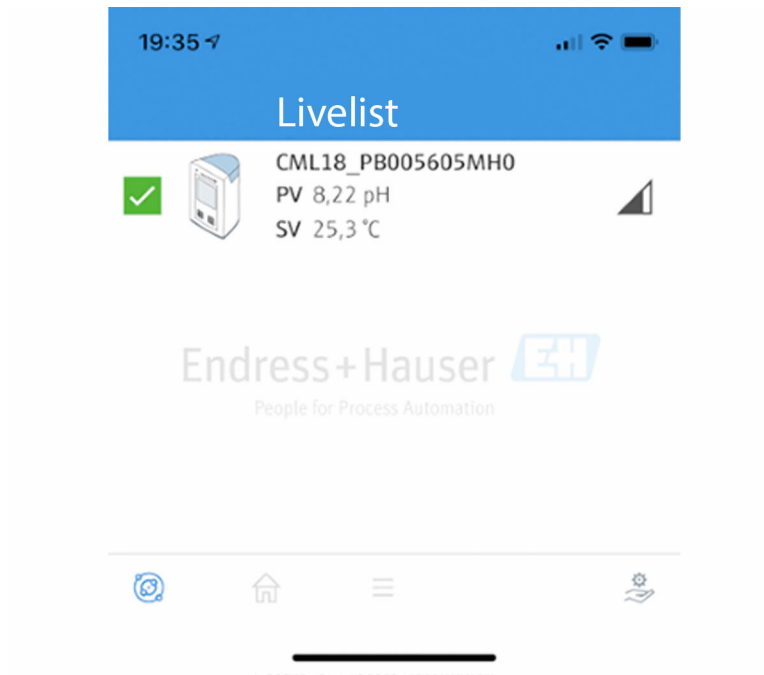 19:35
Livelist
CML18_PB005605MH0
PV 8,22 pH
SV 25,3 °C
Endress+Hauser EH
People for Process Automation